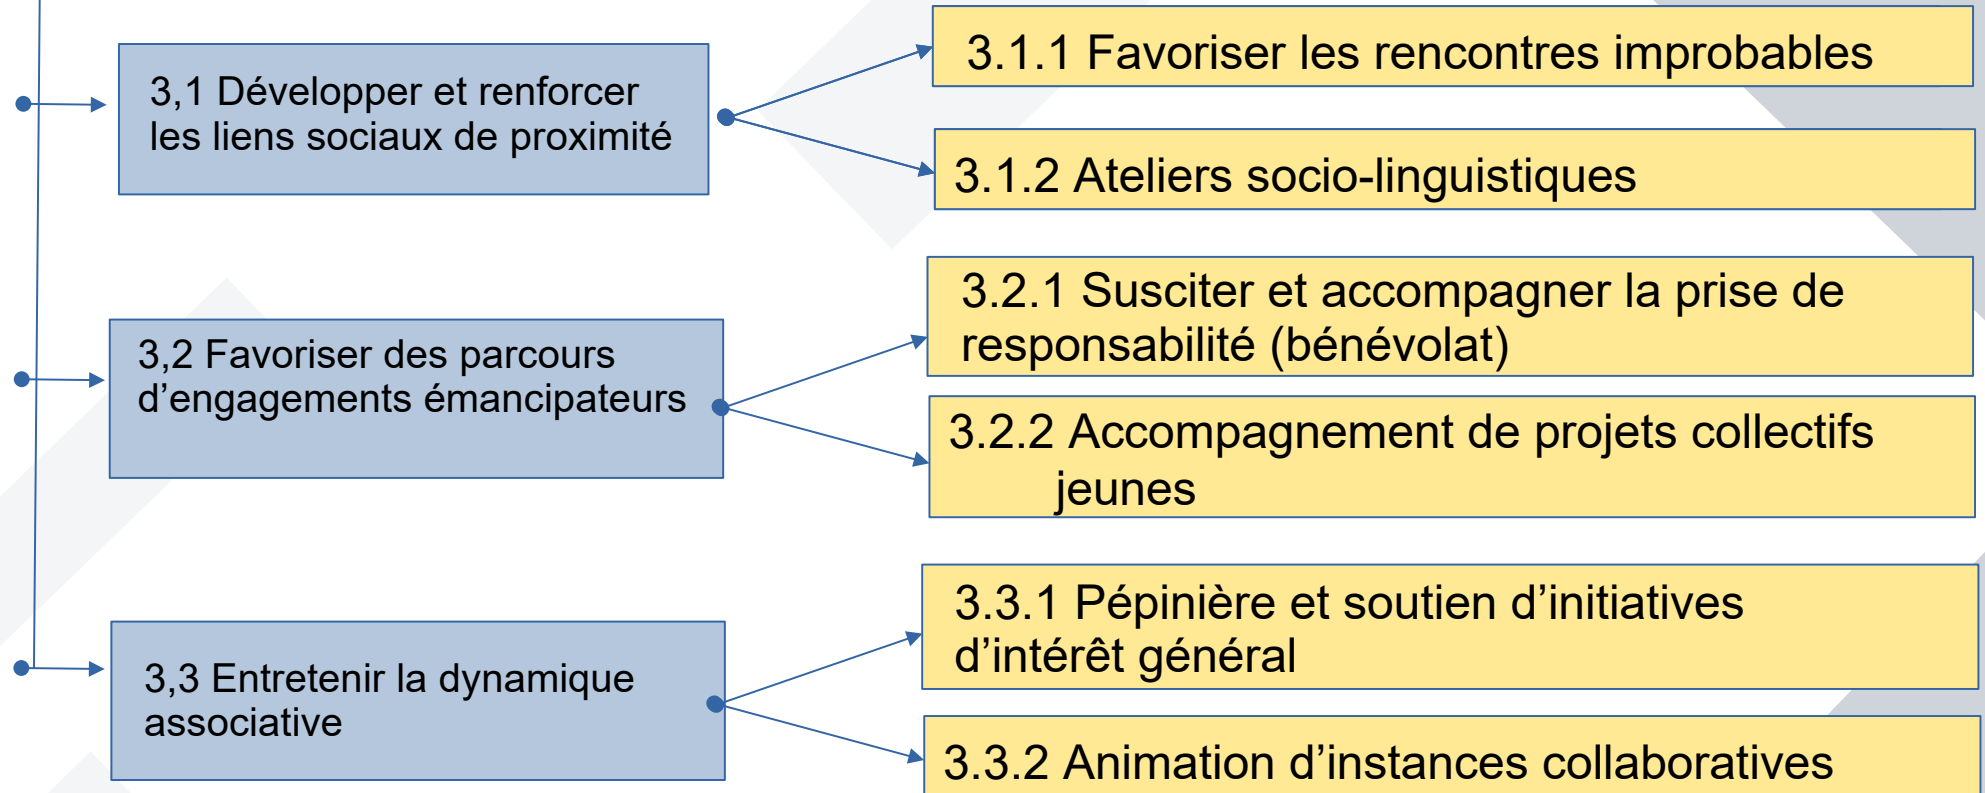 3,1 Développer et renforcer
les liens sociaux de proximité
3.1.1 Favoriser les rencontres improbables
3.1.2 Ateliers socio-linguistiques
3,2 Favoriser des parcours
d’engagements émancipateurs
3.2.1 Susciter et accompagner la prise de
responsabilité (bénévolat)
3.2.2 Accompagnement de projets collectifs
jeunes
3,3 Entretenir la dynamique
associative
3.3.1 Pépinière et soutien d’initiatives
d’intérêt général
3.3.2 Animation d’instances collaboratives